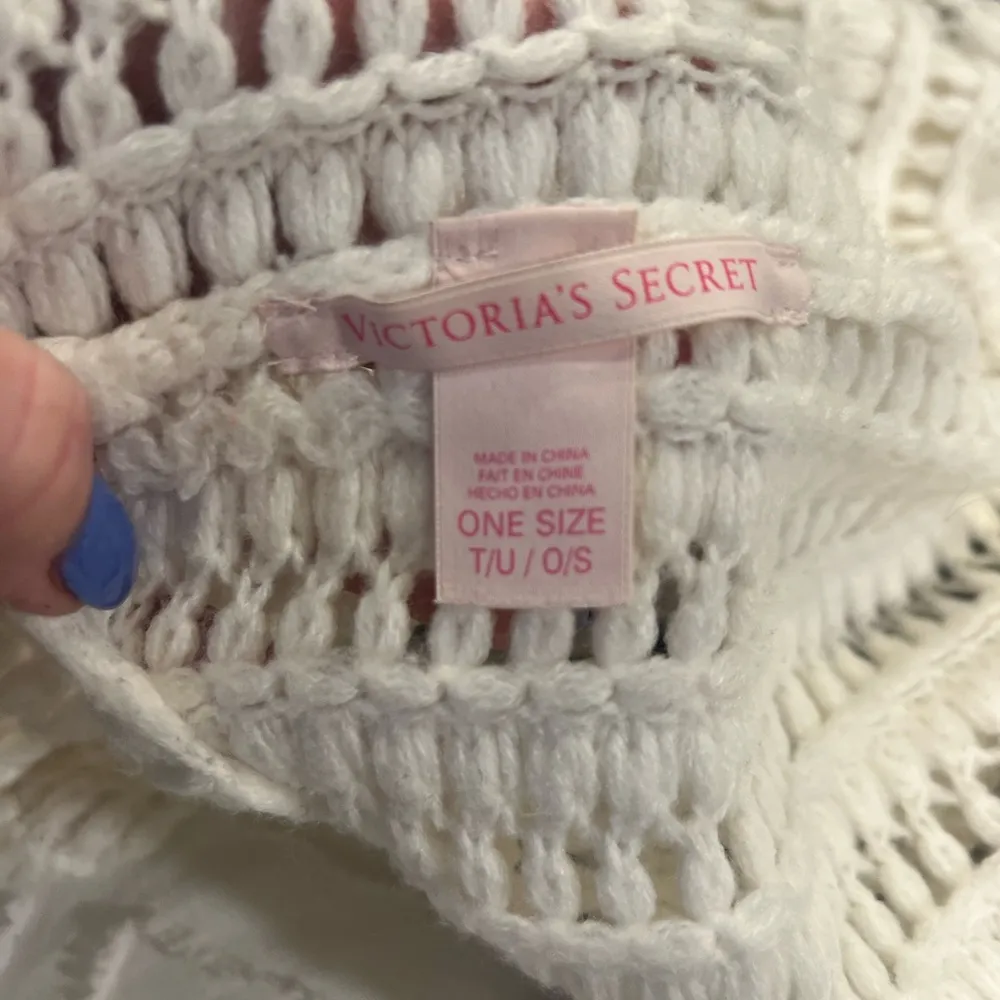 VICTORIA'S SECRET
MADE IN CHINA
FAIT EN CHINE
HECHO EN CHINA
ONE SIZE
T/U / O/S